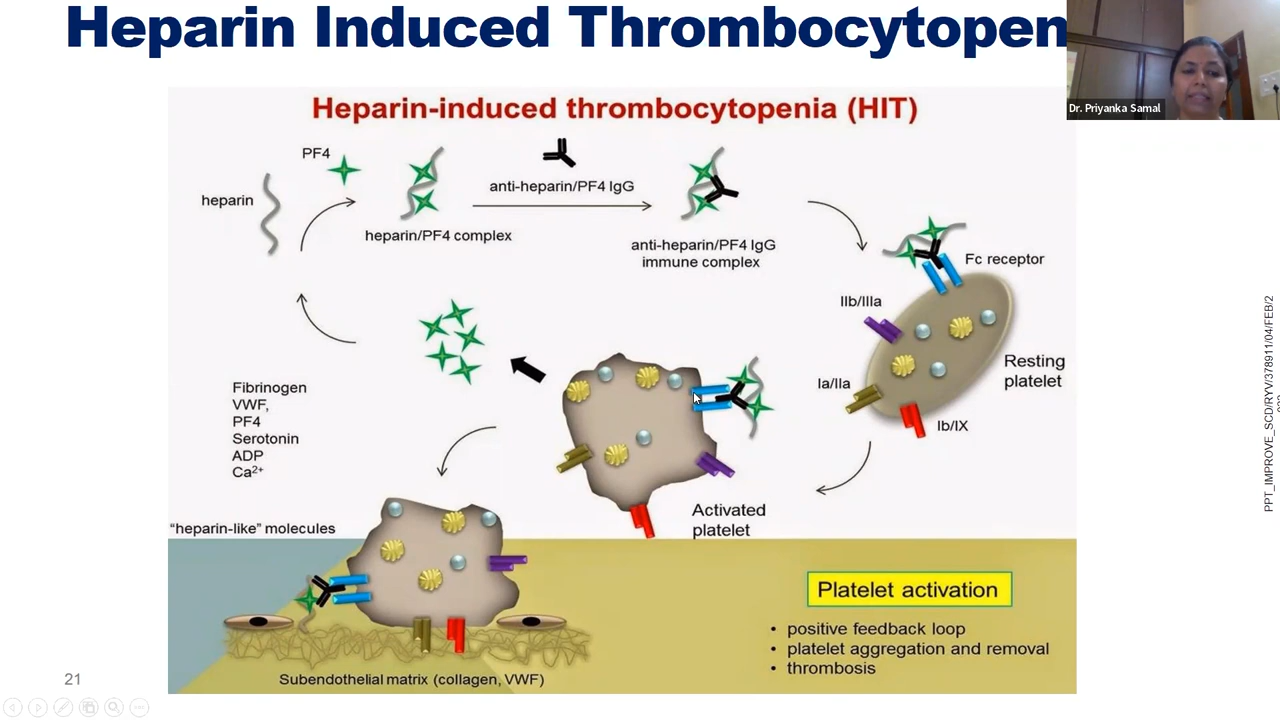 Heparin Induced Thrombocytopen
Dr. Priyanka Samal
Heparin-induced thrombocytopenia (HIT)
PF4
heparin
heparin/PF4 complex
anti-heparin/PF4 IgG
anti-heparin/PF4 IgG
immune complex
Fc receptor
IIb/IIIa
Ia/IIa
Ib/IX
Resting
platelet
Fibrinogen
VWF,
PF4
Serotonin
ADP
Ca²⁺
Activated
platelet
"heparin-like" molecules
Subendothelial matrix (collagen, VWF)
Platelet activation
• positive feedback loop
• platelet aggregation and removal
• thrombosis
21
PPT_IMPROVE_SCD/RYV/378911/04/FEB/2